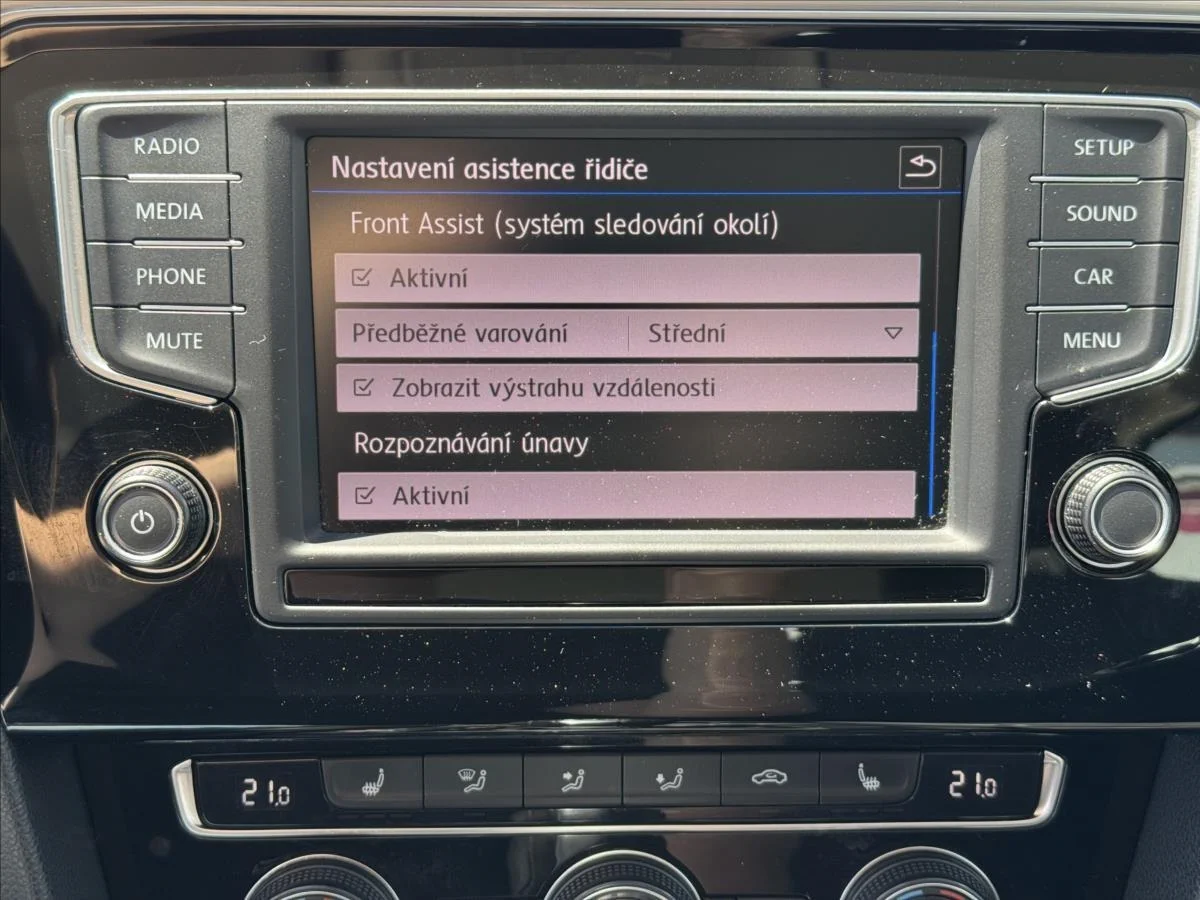 RADIO
MEDIA
PHONE
MUTE
Nastavení asistence řidiče
Front Assist (systém sledování okolí)
Aktivní
Předběžné varování Střední
Zobrazit výstrahu vzdálenosti
Rozpoznávání únavy
Aktivní
SETUP
SOUND
CAR
MENU
21.0
21.0